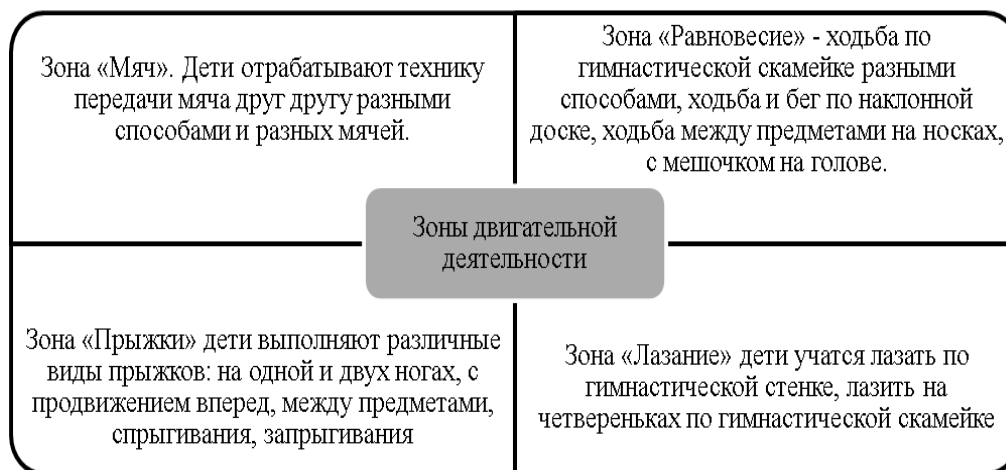 Зона «Мяч». Дети отрабатывают технику
передачи мяча друг другу разными
способами и разных мячей.
Зона «Равновесие» - ходьба по
гимнастической скамейке разными
способами, ходьба и бег по наклонной
доске, ходьба между предметами на носках,
с мешочком на голове.
Зоны двигательной
деятельности
Зона «Прыжки» дети выполняют различные
виды прыжков: на одной и двух ногах, с
продвижением вперед, между предметами,
спрыгивания, запрыгивания
Зона «Лазание» дети учатся лазать по
гимнастической стенке, лазить на
четвереньках по гимнастической скамейке